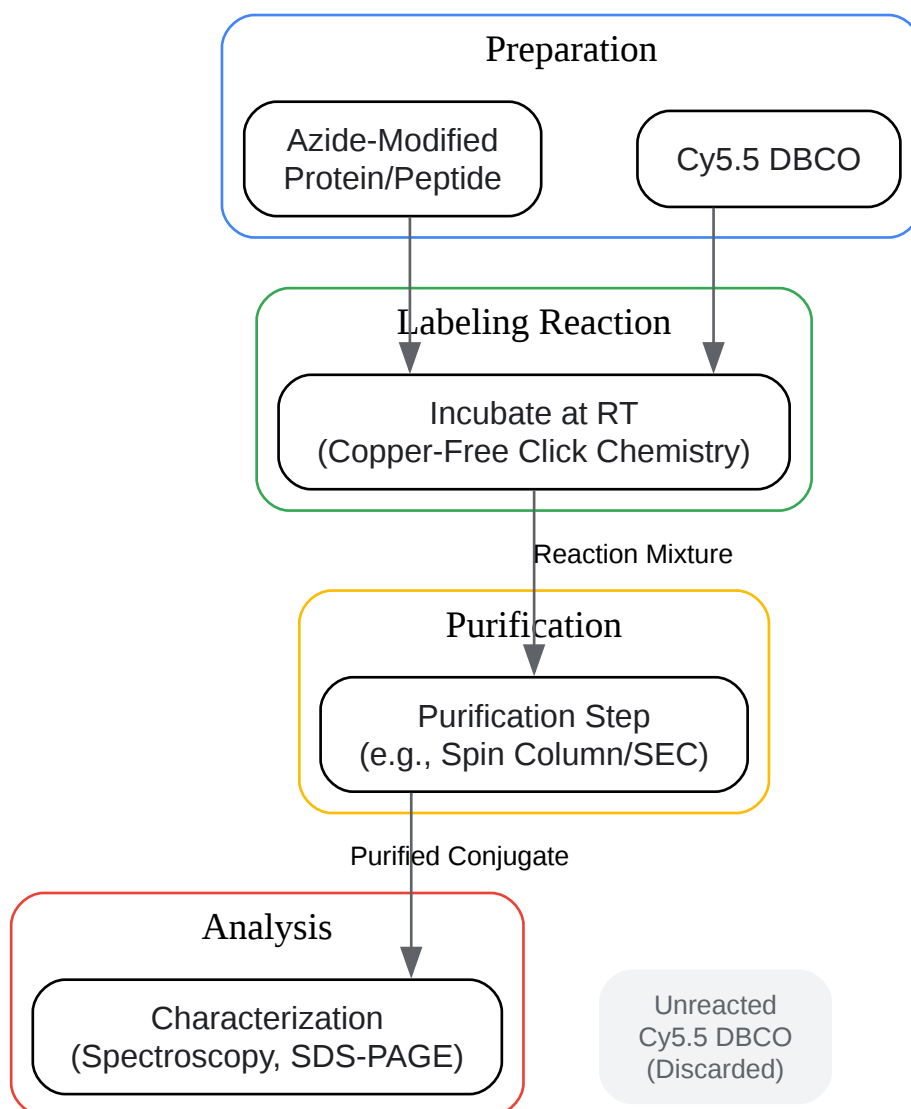 Preparation
Azide-Modified
Protein/Peptide
Cy5.5 DBCO
Labeling Reaction
Incubate at RT
(Copper-Free Click Chemistry)
Reaction Mixture
Purification
Purification Step
(e.g., Spin Column/SEC)
Purified Conjugate
Analysis
Characterization
(Spectroscopy, SDS-PAGE)
Unreacted
Cy5.5 DBCO
(Discarded)